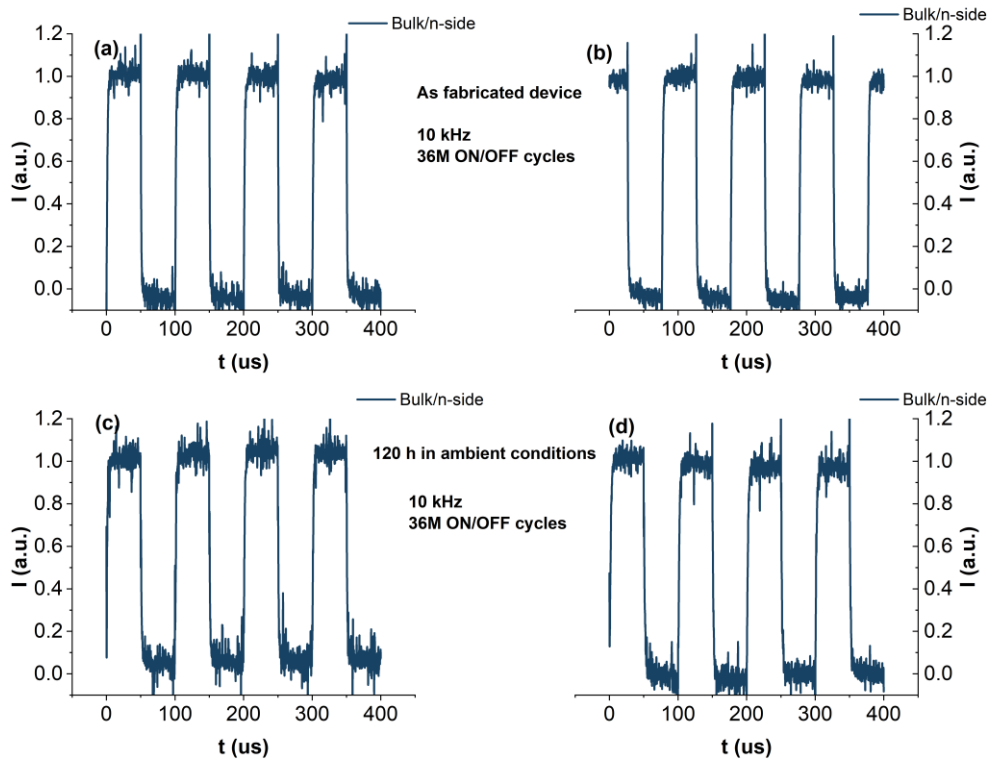 Bulk/n-side
(a)
1.2
1.0
0.8
0.6
0.4
0.2
0.0
I (a.u.)
0
100
200
300
400
t (us)
As fabricated device
10 kHz
36M ON/OFF cycles
Bulk/n-side
(b)
1.2
1.0
0.8
0.6
0.4
0.2
0.0
I (a.u.)
0
100
200
300
400
t (us)
Bulk/n-side
(c)
1.2
1.0
0.8
0.6
0.4
0.2
0.0
I (a.u.)
0
100
200
300
400
t (us)
120 h in ambient conditions
10 kHz
36M ON/OFF cycles
Bulk/n-side
(d)
1.2
1.0
0.8
0.6
0.4
0.2
0.0
I (a.u.)
0
100
200
300
400
t (us)